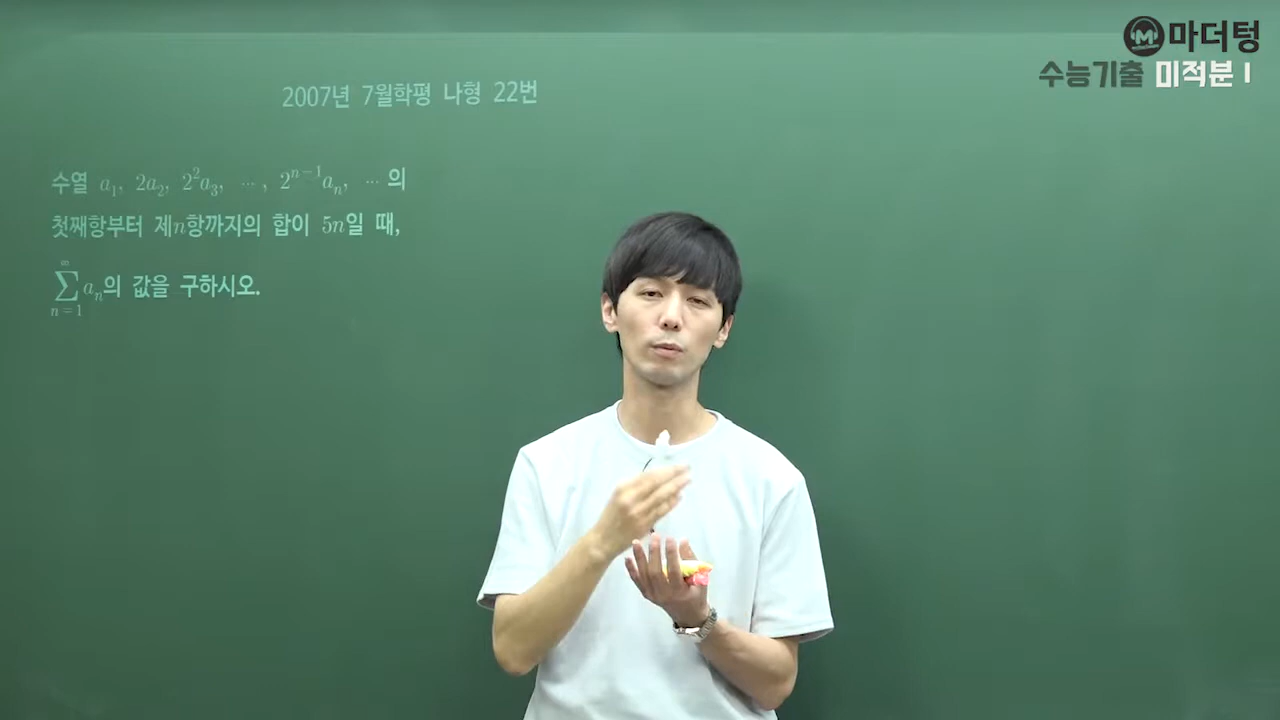 마더텅
수능기출 미적분 I
2007년 7월학평 나형 22번
수열 a₁, 2a₂, 2²a₃, ⋯, 2ⁿ⁻¹aₙ, ⋯의
첫째항부터 제n항까지의 합이 5n일 때,
∞
∑ aₙ의 값을 구하시오.
n=1